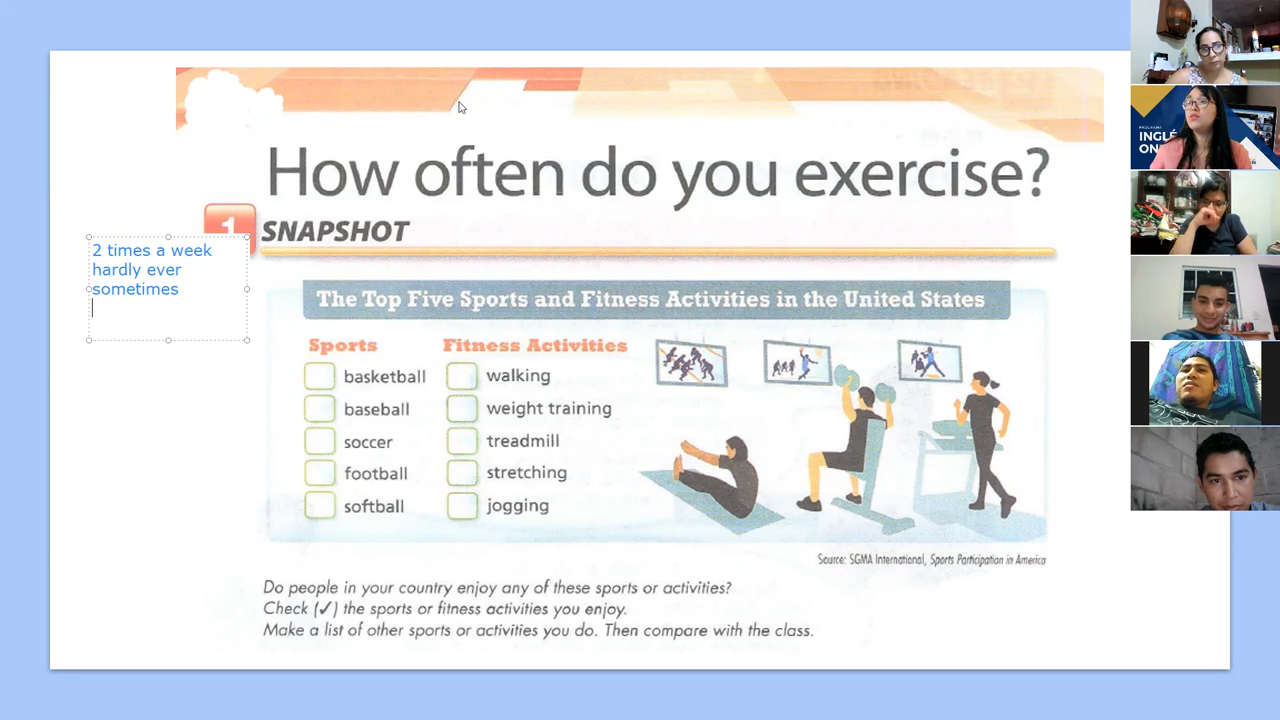 How often do you exercise?
1
SNAPSHOT
2 times a week
hardly ever
sometimes
The Top Five Sports and Fitness Activities in the United States
Sports
Fitness Activities
basketball
walking
baseball
weight training
soccer
treadmill
football
stretching
softball
jogging
Source: SGMA International, Sports Participation in America
Do people in your country enjoy any of these sports or activities?
Check (✓) the sports or fitness activities you enjoy.
Make a list of other sports or activities you do. Then compare with the class.